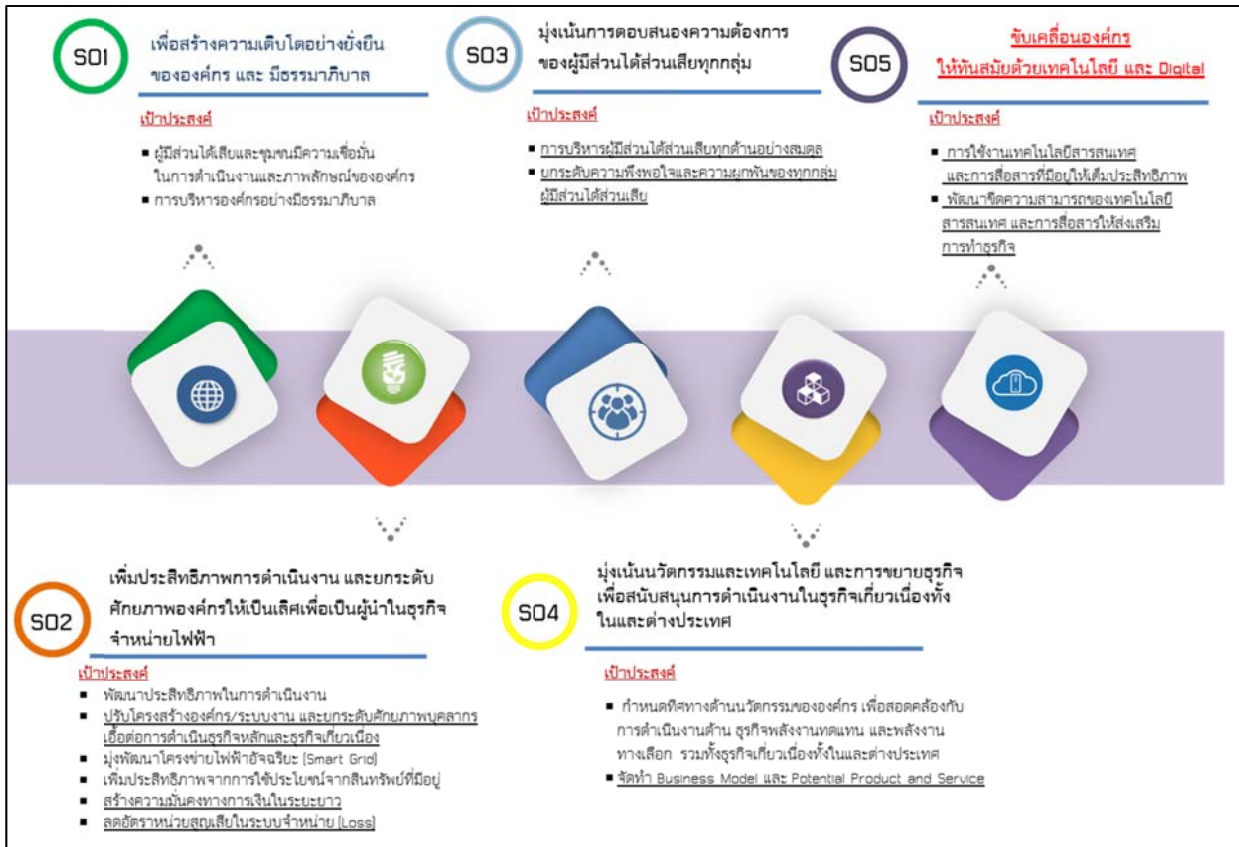 SO1
เพื่อสร้างความเติบโตอย่างยั่งยืน
ขององค์กร และ มีธรรมาภิบาล
เป้าประสงค์
▪ ผู้มีส่วนได้เสียและชุมชนมีความเชื่อมั่น
ในการดำเนินงานและภาพลักษณ์ขององค์กร
▪ การบริหารองค์กรอย่างมีธรรมาภิบาล
SO3
มุ่งเน้นการตอบสนองความต้องการ
ของผู้มีส่วนได้ส่วนเสียทุกกลุ่ม
เป้าประสงค์
▪ การบริหารผู้มีส่วนได้ส่วนเสียทุกด้านอย่างสมดุล
▪ ยกระดับความพึงพอใจและความผูกพันของทุกกลุ่ม
ผู้มีส่วนได้ส่วนเสีย
SO5
ขับเคลื่อนองค์กร
ให้ทันสมัยด้วยเทคโนโลยี และ Digital
เป้าประสงค์
▪ การใช้งานเทคโนโลยีสารสนเทศ
และการสื่อสารที่มีอยู่ให้เต็มประสิทธิภาพ
▪ พัฒนาขีดความสามารถของเทคโนโลยี
สารสนเทศ และการสื่อสารให้ส่งเสริม
การทำธุรกิจ
SO2
เพิ่มประสิทธิภาพการดำเนินงาน และยกระดับ
ศักยภาพองค์กรให้เป็นเลิศเพื่อเป็นผู้นำในธุรกิจ
จำหน่ายไฟฟ้า
เป้าประสงค์
▪ พัฒนาประสิทธิภาพในการดำเนินงาน
▪ ปรับโครงสร้างองค์กร/ระบบงาน และยกระดับศักยภาพบุคลากร
เอื้อต่อการดำเนินธุรกิจหลักและธุรกิจเกี่ยวเนื่อง
▪ มุ่งพัฒนาโครงข่ายไฟฟ้าอัจฉริยะ (Smart Grid)
▪ เพิ่มประสิทธิภาพจากการใช้ประโยชน์จากสินทรัพย์ที่มีอยู่
▪ สร้างความมั่นคงทางการเงินในระยะยาว
▪ ลดอัตราหน่วยสูญเสียในระบบจำหน่าย (Loss)
SO4
มุ่งเน้นนวัตกรรมและเทคโนโลยี และการขยายธุรกิจ
เพื่อสนับสนุนการดำเนินงานในธุรกิจเกี่ยวเนื่องทั้ง
ในและต่างประเทศ
เป้าประสงค์
▪ กำหนดทิศทางด้านนวัตกรรมขององค์กร เพื่อสอดคล้องกับ
การดำเนินงานด้าน ธุรกิจพลังงานทดแทน และพลังงาน
ทางเลือก รวมทั้งธุรกิจเกี่ยวเนื่องทั้งในและต่างประเทศ
▪ จัดทำ Business Model และ Potential Product and Service